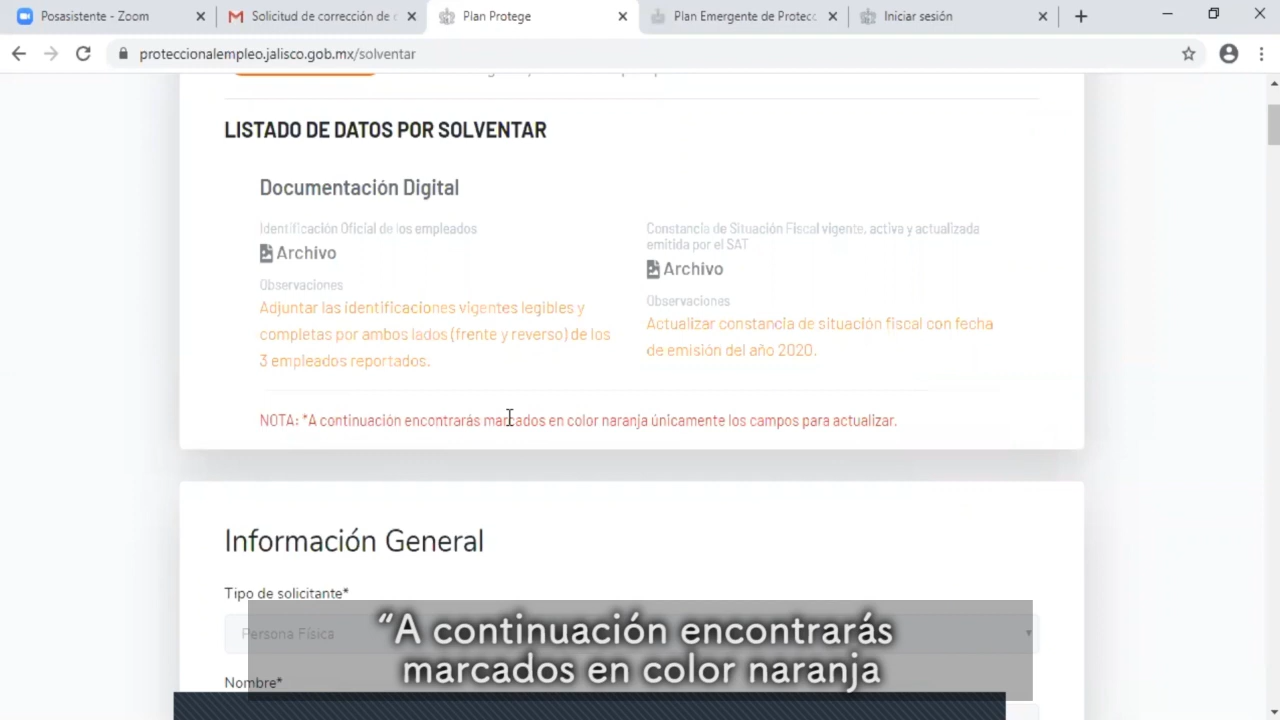 Posasistente - Zoom
Solicitud de corrección de
Plan Protege
Plan Emergente de Protec
Iniciar sesión
proteccionalempleo.jalisco.gob.mx/solventar
LISTADO DE DATOS POR SOLVENTAR
Documentación Digital
Identificación Oficial de los empleados
Archivo
Observaciones
Adjuntar las identificaciones vigentes legibles y
completas por ambos lados (frente y reverso) de los
3 empleados reportados.
Constancia de Situación Fiscal vigente, activa y actualizada
emitida por el SAT
Archivo
Observaciones
Actualizar constancia de situación fiscal con fecha
de emisión del año 2020.
NOTA: *A continuación encontrarás marcados en color naranja únicamente los campos para actualizar.
Información General
Tipo de solicitante*
Persona Física
Nombre*
“A continuación encontrarás
marcados en color naranja